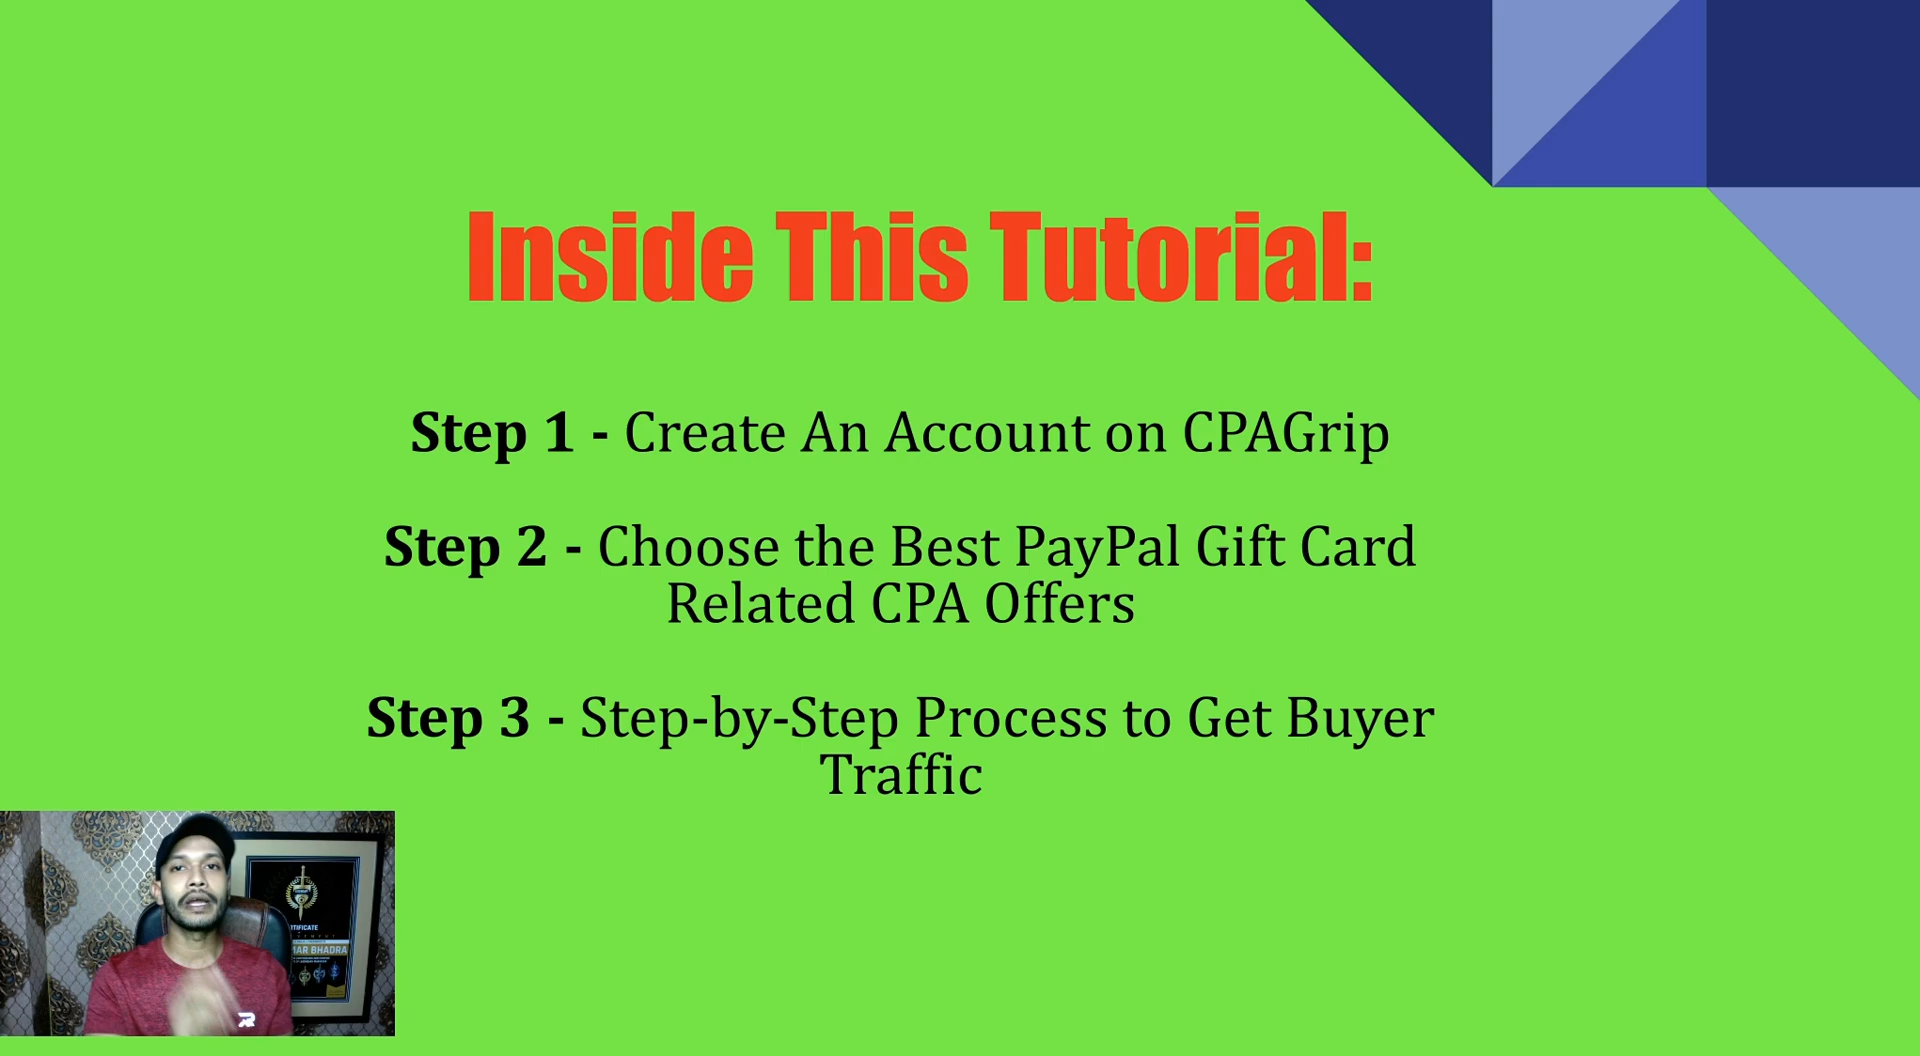 Inside This Tutorial:
Step 1 - Create An Account on CPAGrip
Step 2 - Choose the Best PayPal Gift Card
Related CPA Offers
Step 3 - Step-by-Step Process to Get Buyer
Traffic
BHADRA